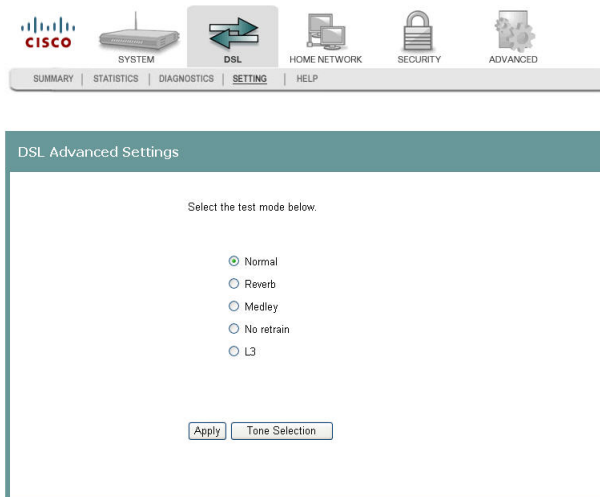 CISCO
SYSTEM DSL HOME NETWORK SECURITY ADVANCED
SUMMARY | STATISTICS | DIAGNOSTICS | SETTING | HELP
DSL Advanced Settings
Select the test mode below.
Normal
Reverb
Medley
No retrain
L3
Apply Tone Selection